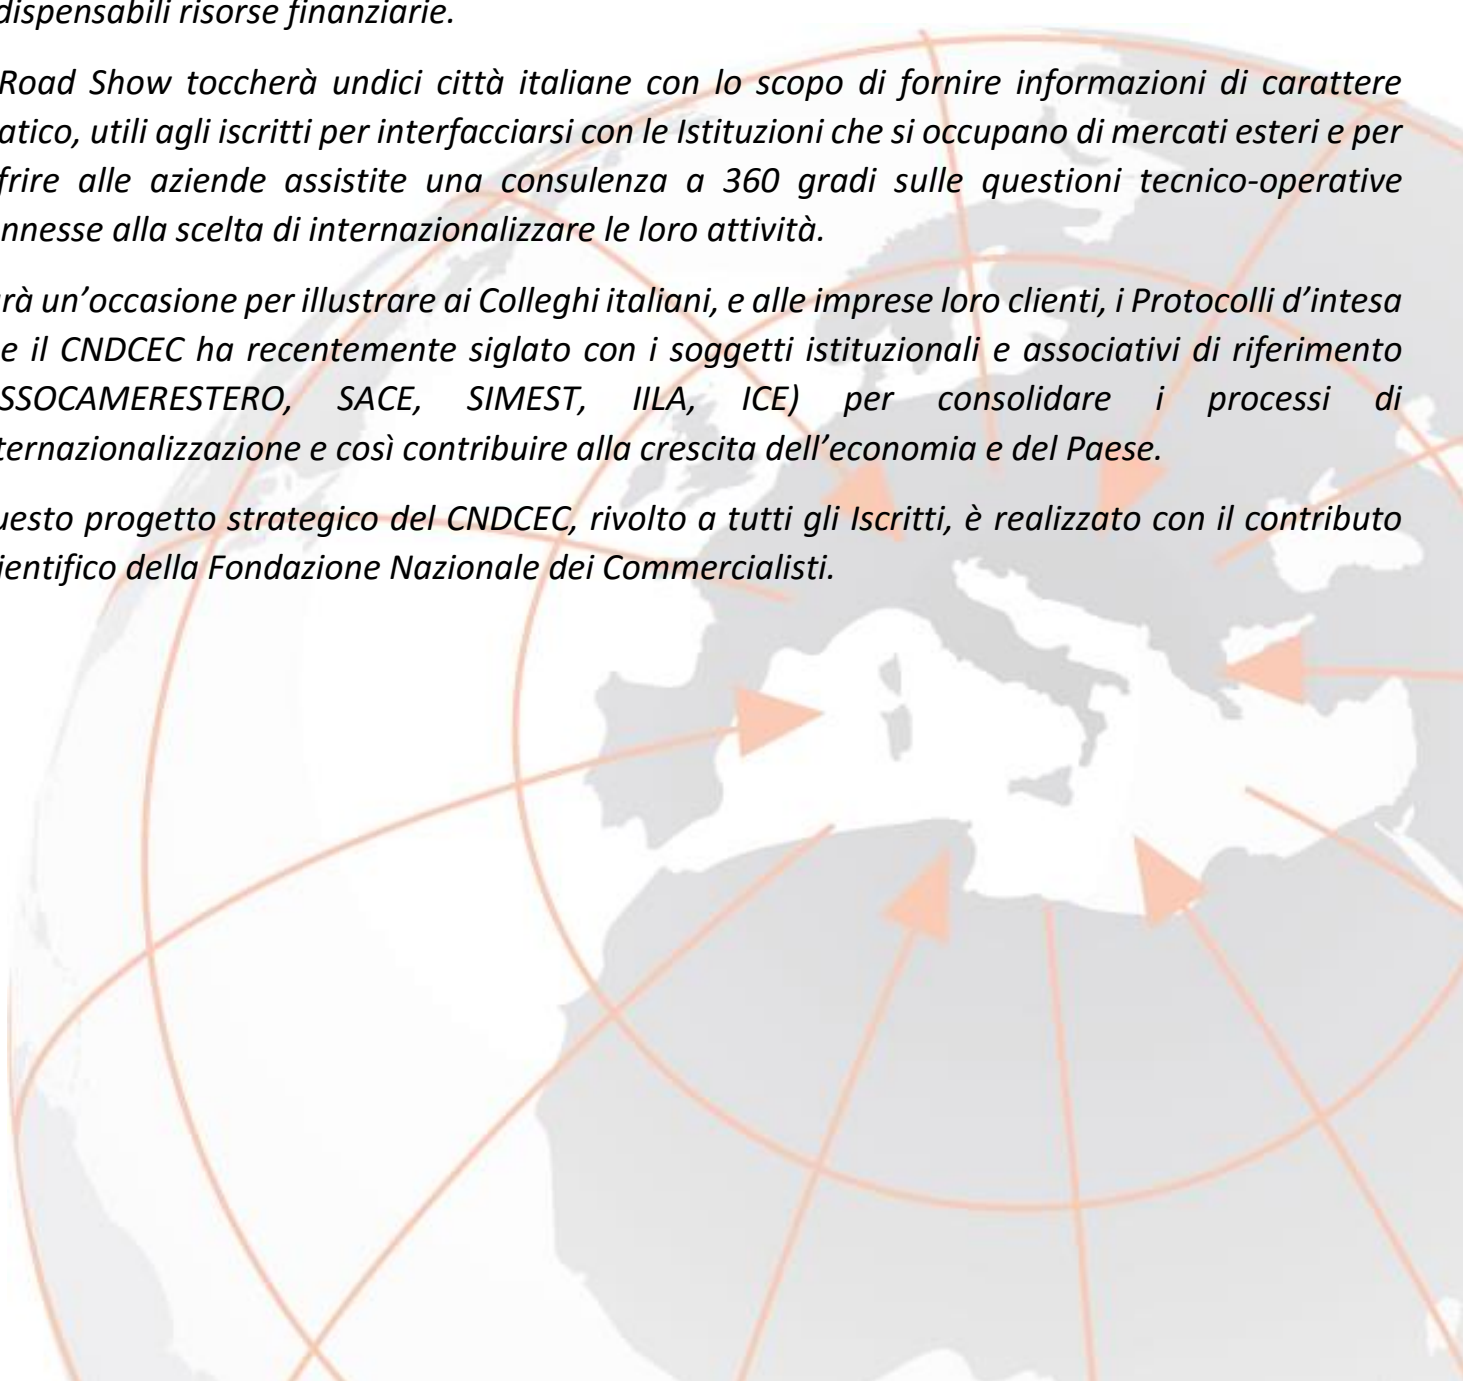 dispensabili risorse finanziarie.
Road Show toccherà undici città italiane con lo scopo di fornire informazioni di carattere
atico, utili agli iscritti per interfacciarsi con le Istituzioni che si occupano di mercati esteri e per
frire alle aziende assistite una consulenza a 360 gradi sulle questioni tecnico-operative
nnesse alla scelta di internazionalizzare le loro attività.
rà un’occasione per illustrare ai Colleghi italiani, e alle imprese loro clienti, i Protocolli d’intesa
e il CNDCEC ha recentemente siglato con i soggetti istituzionali e associativi di riferimento
SSOCAMERESTERO, SACE, SIMEST, IILA, ICE) per consolidare i processi di
ternazionalizzazione e così contribuire alla crescita dell’economia e del Paese.
uesto progetto strategico del CNDCEC, rivolto a tutti gli Iscritti, è realizzato con il contributo
ientifico della Fondazione Nazionale dei Commercialisti.